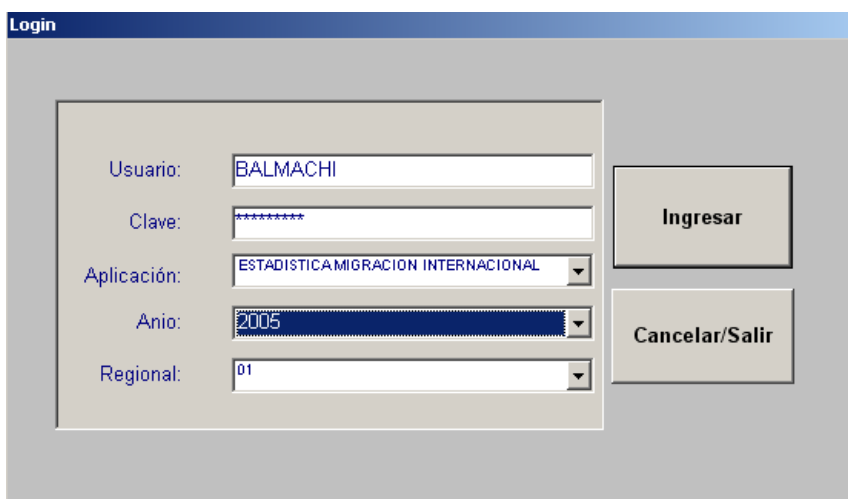 Login
Usuario: BALMACHI
Clave: *********
Aplicación: ESTADISTICA MIGRACION INTERNACIONAL
Anio: 2005
Regional: 01
Ingresar
Cancelar/Salir